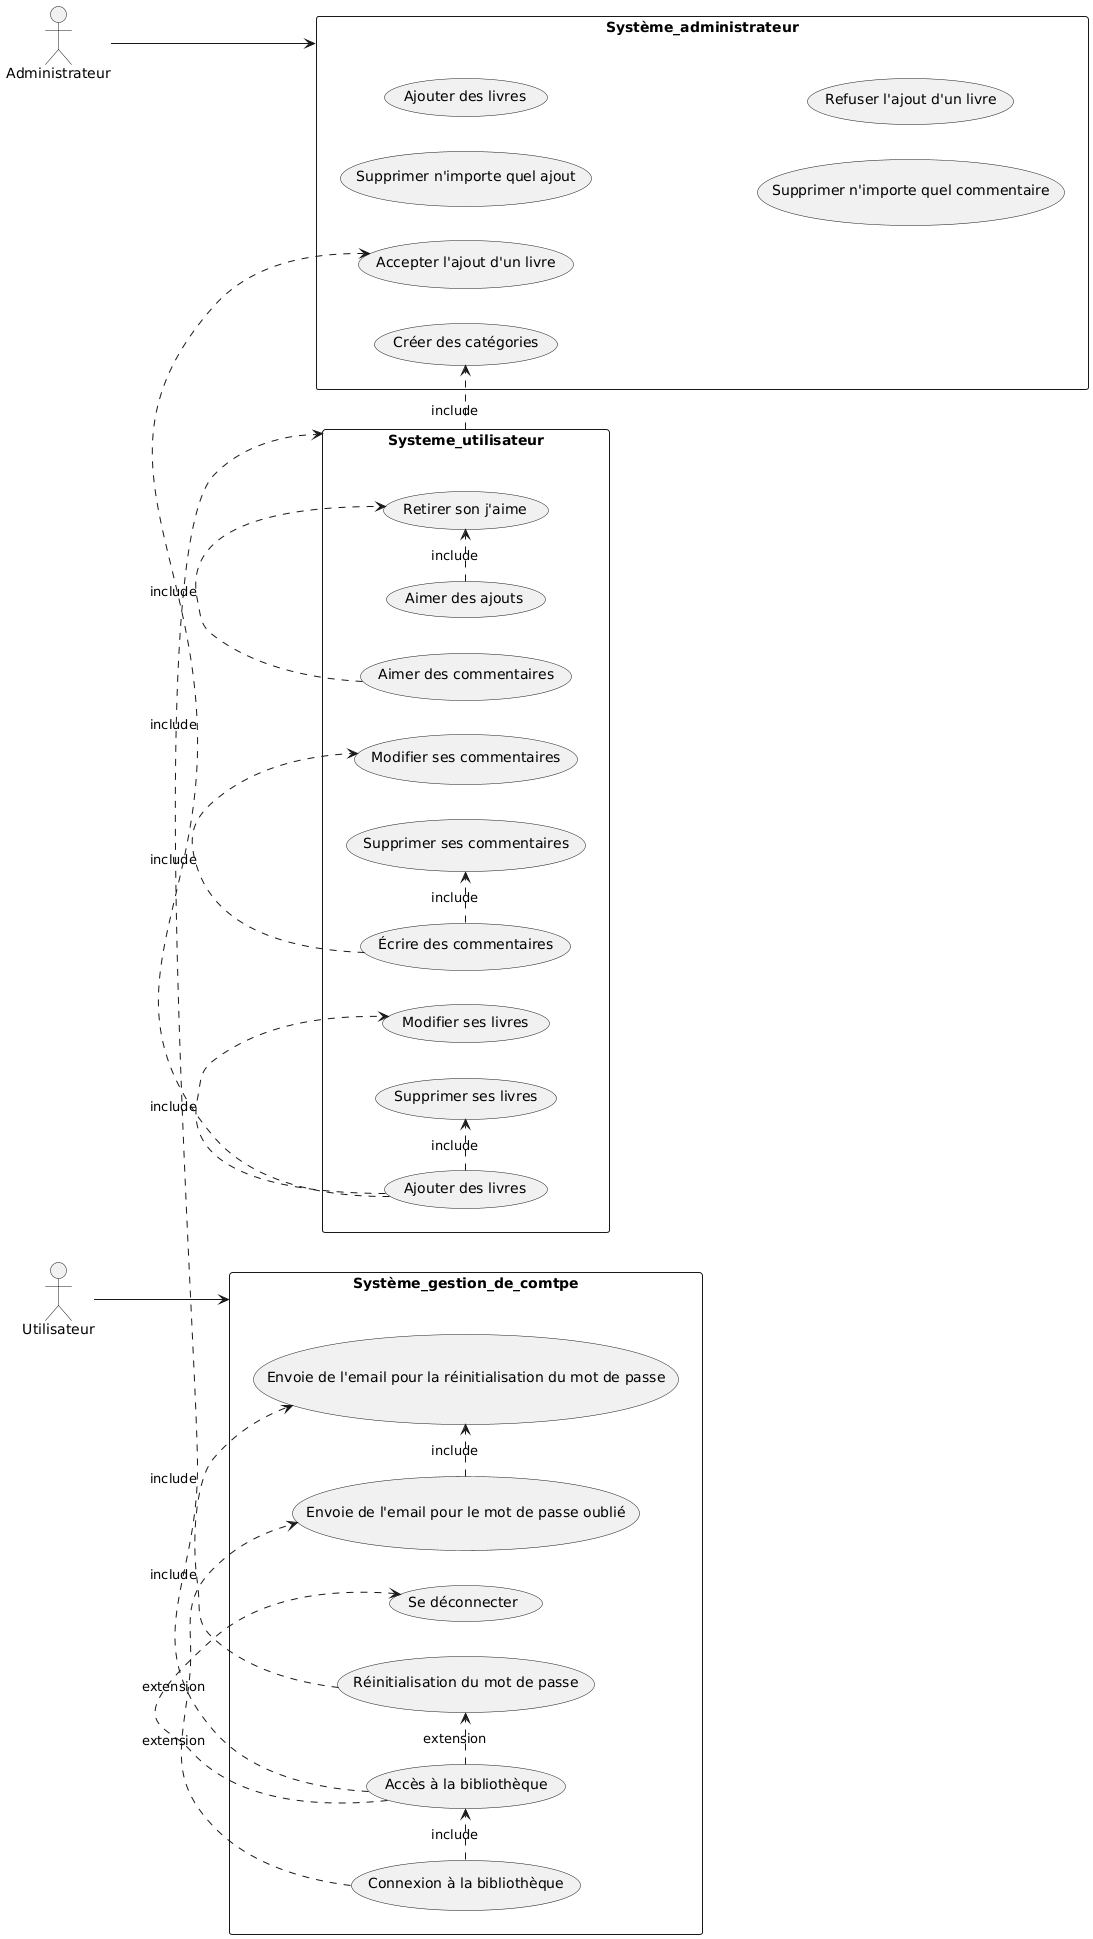 Administrateur
Système_administrateur
Ajouter des livres
Refuser l'ajout d'un livre
Supprimer n'importe quel ajout
Supprimer n'importe quel commentaire
Accepter l'ajout d'un livre
Créer des catégories
include
Systeme_utilisateur
Retirer son j'aime
include
Aimer des ajouts
include
Aimer des commentaires
include
Modifier ses commentaires
Supprimer ses commentaires
include
include
Écrire des commentaires
Modifier ses livres
Supprimer ses livres
include
include
Ajouter des livres
Utilisateur
Système_gestion_de_comtpe
Envoie de l'email pour la réinitialisation du mot de passe
include
include
Envoie de l'email pour le mot de passe oublié
include
Se déconnecter
Réinitialisation du mot de passe
extension
extension
extension
Accès à la bibliothèque
include
Connexion à la bibliothèque